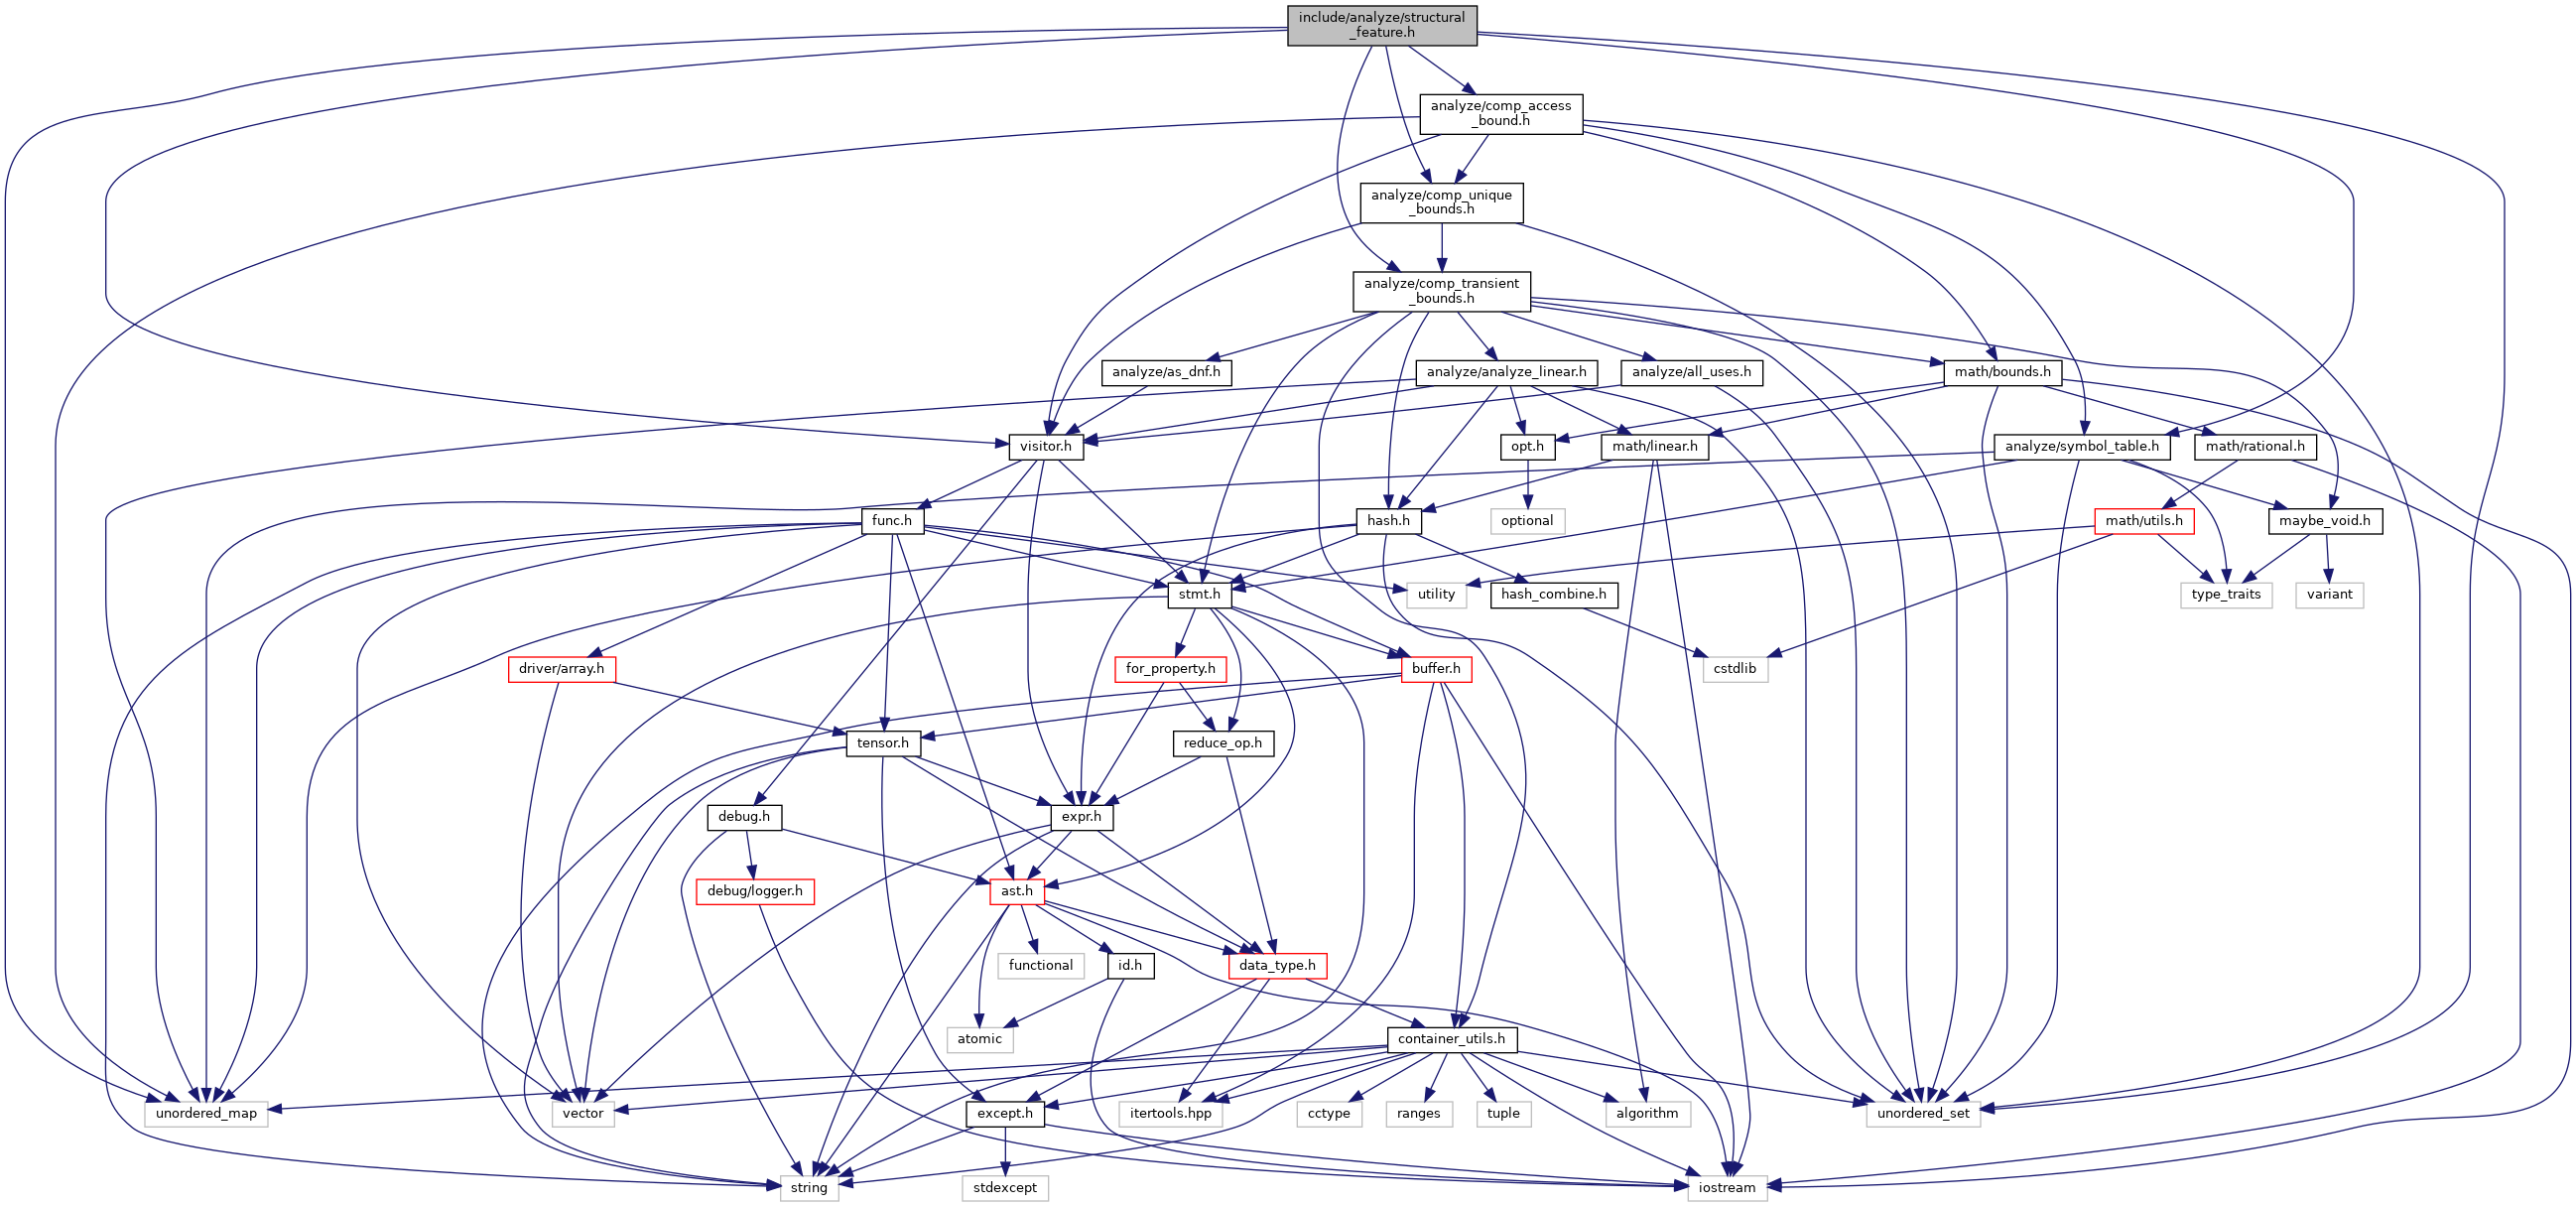 include/analyze/structural
_feature.h
analyze/comp_access
_bound.h
analyze/comp_unique
_bounds.h
analyze/comp_transient
_bounds.h
analyze/as_dnf.h
analyze/analyze_linear.h
analyze/all_uses.h
math/bounds.h
visitor.h
opt.h
math/linear.h
analyze/symbol_table.h
math/rational.h
func.h
hash.h
optional
math/utils.h
maybe_void.h
stmt.h
utility
hash_combine.h
type_traits
variant
driver/array.h
for_property.h
buffer.h
cstdlib
tensor.h
reduce_op.h
debug.h
expr.h
debug/logger.h
ast.h
functional
id.h
data_type.h
atomic
container_utils.h
unordered_map
vector
except.h
itertools.hpp
cctype
ranges
tuple
algorithm
unordered_set
string
stdexcept
iostream